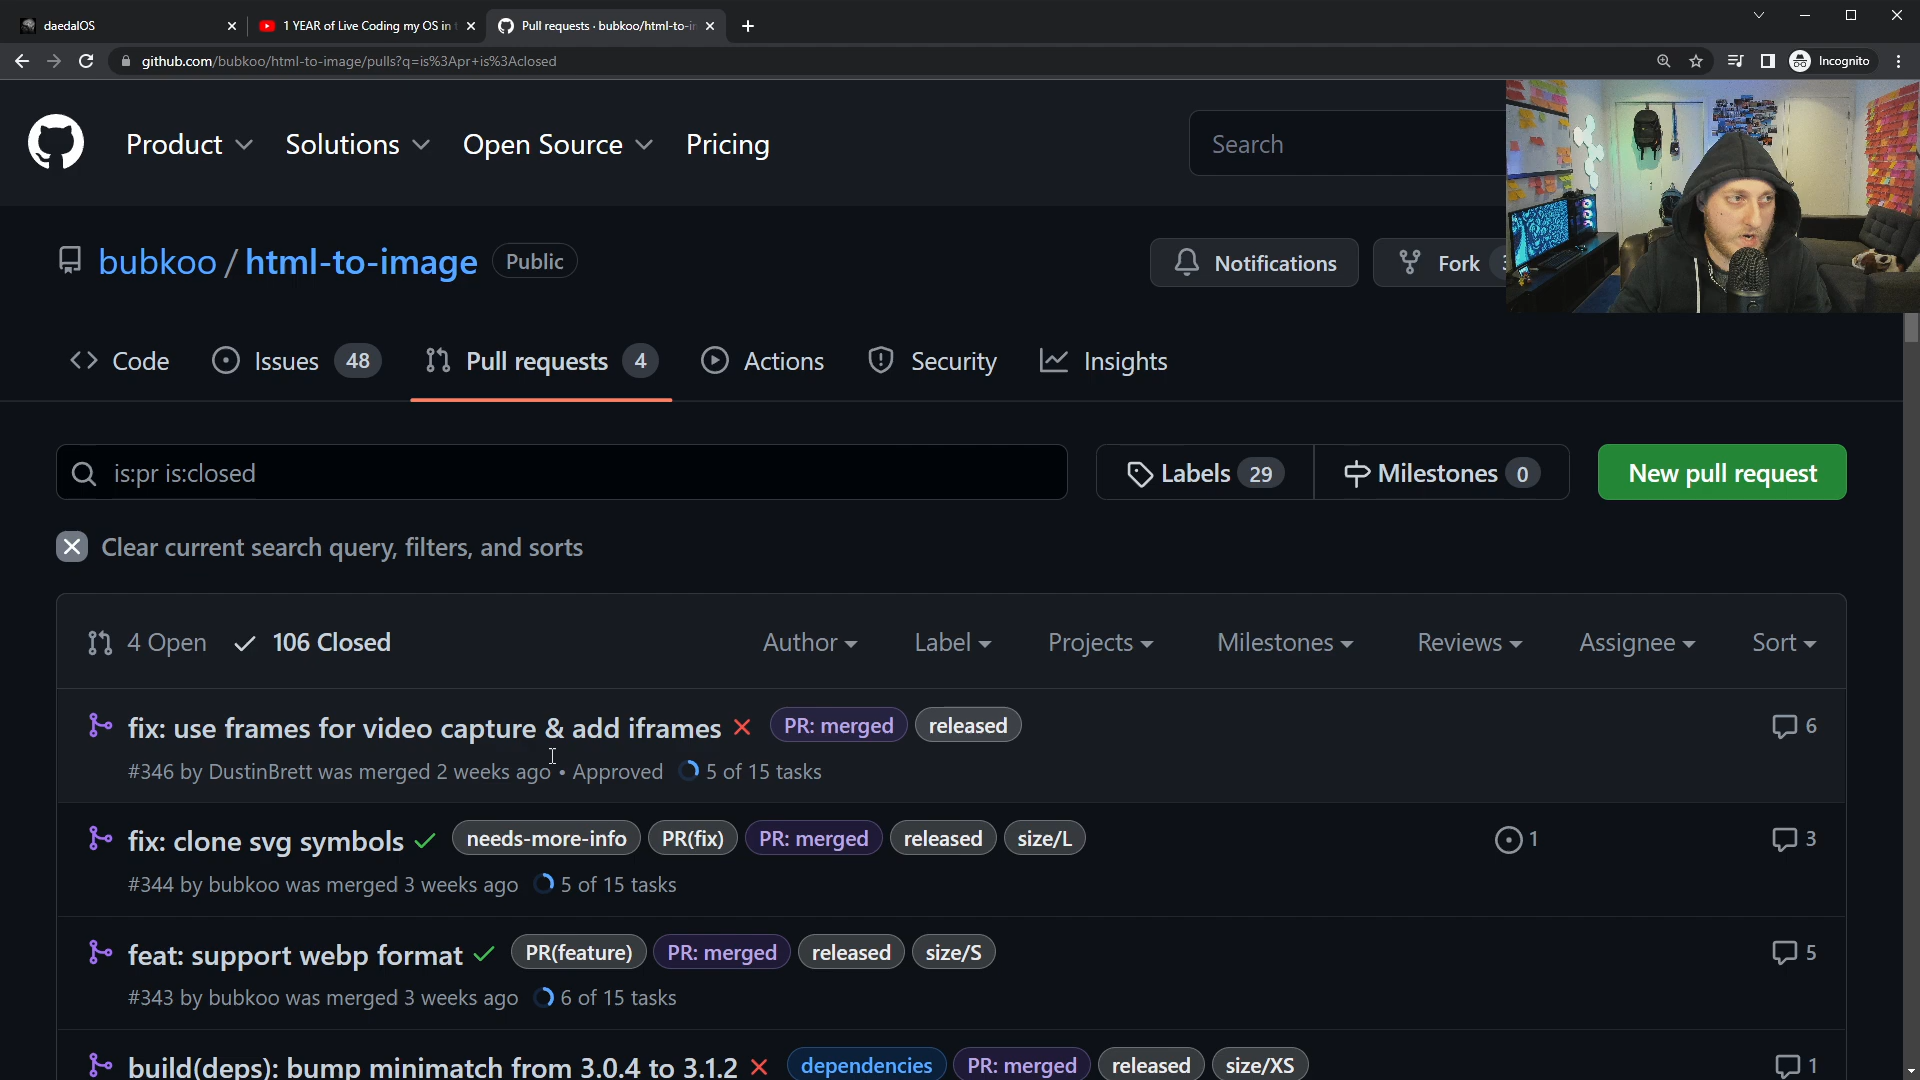 daedalOS
1 YEAR of Live Coding my OS in
Pull requests · bubkoo/html-to-i
github.com/bubkoo/html-to-image/pulls?q=is%3Apr+is%3Aclosed
Incognito
Product
Solutions
Open Source
Pricing
Search
bubkoo / html-to-image
Public
Notifications
Fork
Code
Issues 48
Pull requests 4
Actions
Security
Insights
is:pr is:closed
Labels 29
Milestones 0
New pull request
Clear current search query, filters, and sorts
4 Open
106 Closed
Author
Label
Projects
Milestones
Reviews
Assignee
Sort
fix: use frames for video capture & add iframes PR: merged released 6
#346 by DustinBrett was merged 2 weeks ago • Approved 5 of 15 tasks
fix: clone svg symbols needs-more-info PR(fix) PR: merged released size/L 1 3
#344 by bubkoo was merged 3 weeks ago 5 of 15 tasks
feat: support webp format PR(feature) PR: merged released size/S 5
#343 by bubkoo was merged 3 weeks ago 6 of 15 tasks
build(deps): bump minimatch from 3.0.4 to 3.1.2 dependencies PR: merged released size/XS 1